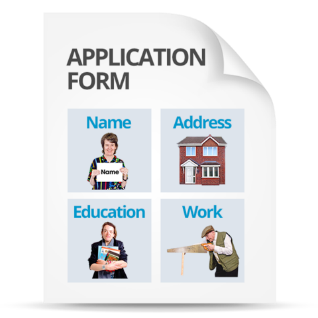 APPLICATION
FORM
Name
Address
Name
Education
Work